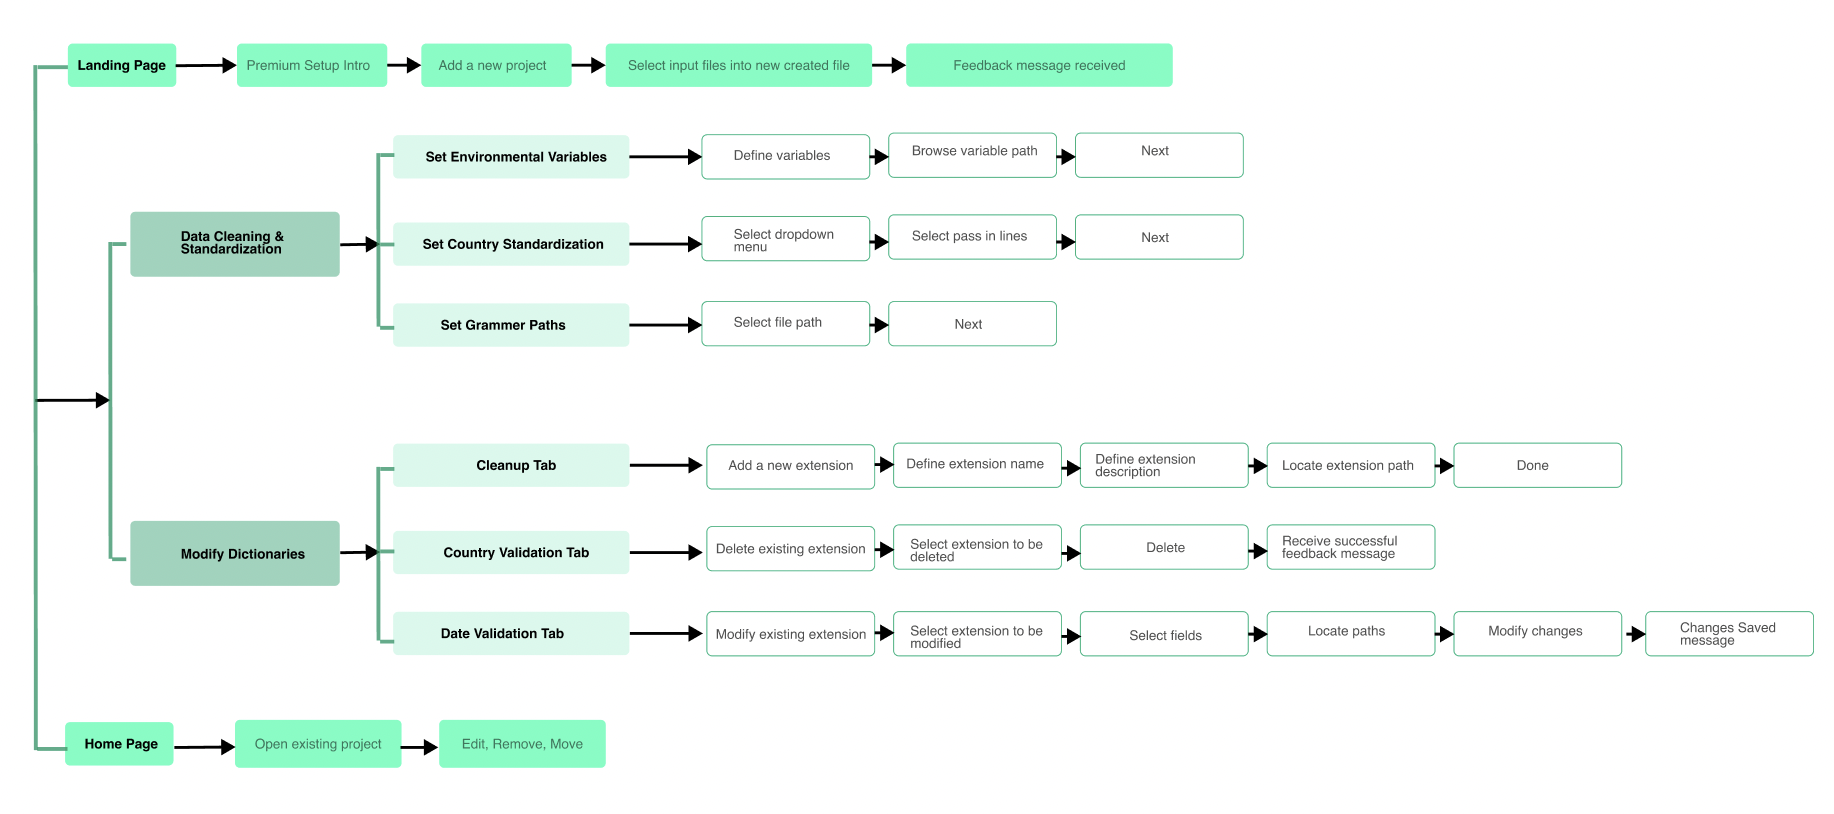 Landing Page
Premium Setup Intro
Add a new project
Select input files into new created file
Feedback message received
Set Environmental Variables
Define variables
Browse variable path
Next
Data Cleaning &
Standardization
Set Country Standardization
Select dropdown
menu
Select pass in lines
Next
Set Grammer Paths
Select file path
Next
Cleanup Tab
Add a new extension
Define extension name
Define extension
description
Locate extension path
Done
Modify Dictionaries
Country Validation Tab
Delete existing extension
Select extension to be
deleted
Delete
Receive successful
feedback message
Date Validation Tab
Modify existing extension
Select extension to be
modified
Select fields
Locate paths
Modify changes
Changes Saved
message
Home Page
Open existing project
Edit, Remove, Move